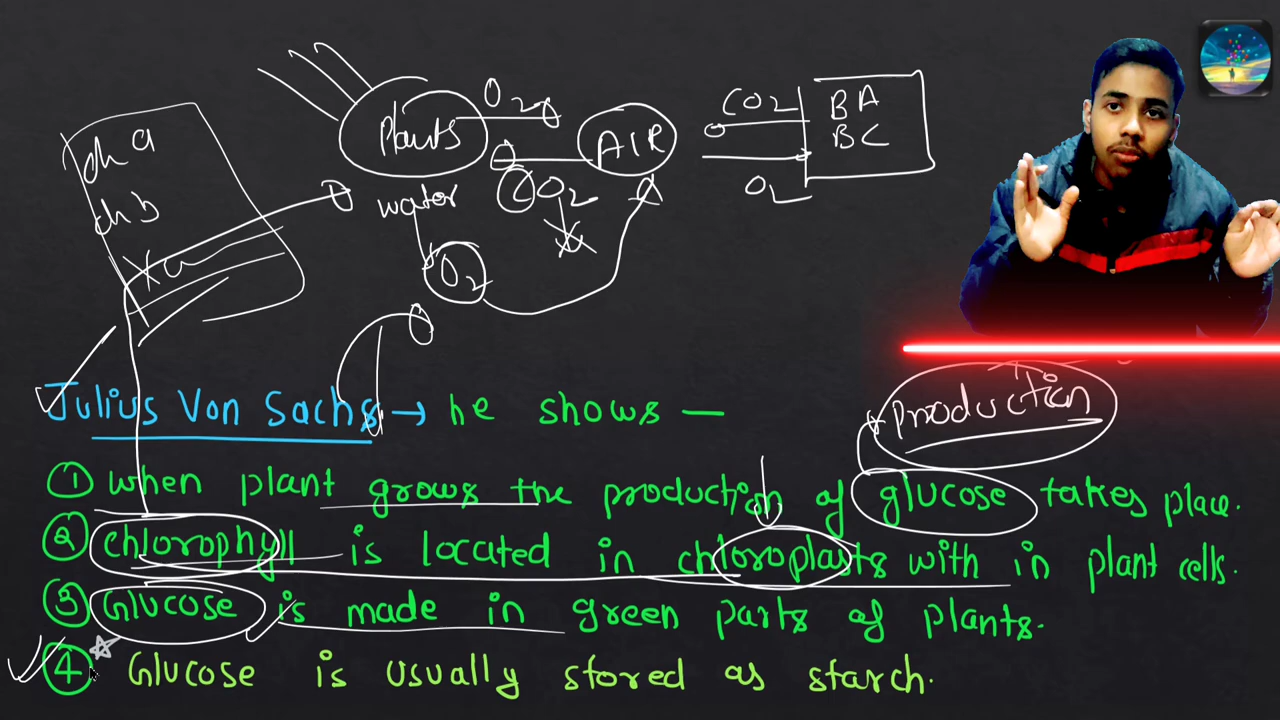 O2
CO2
BA
BC
Plants
AIR
ch a
ch b
CO2
O2
water
Xa
O2
production
Julius Von Sachs → he shows —
① when plant grows the production of glucose takes place.
② chlorophyll is located in chloroplasts with in plant cells.
③ Glucose is made in green parts of plants.
④ Glucose is usually stored as starch.